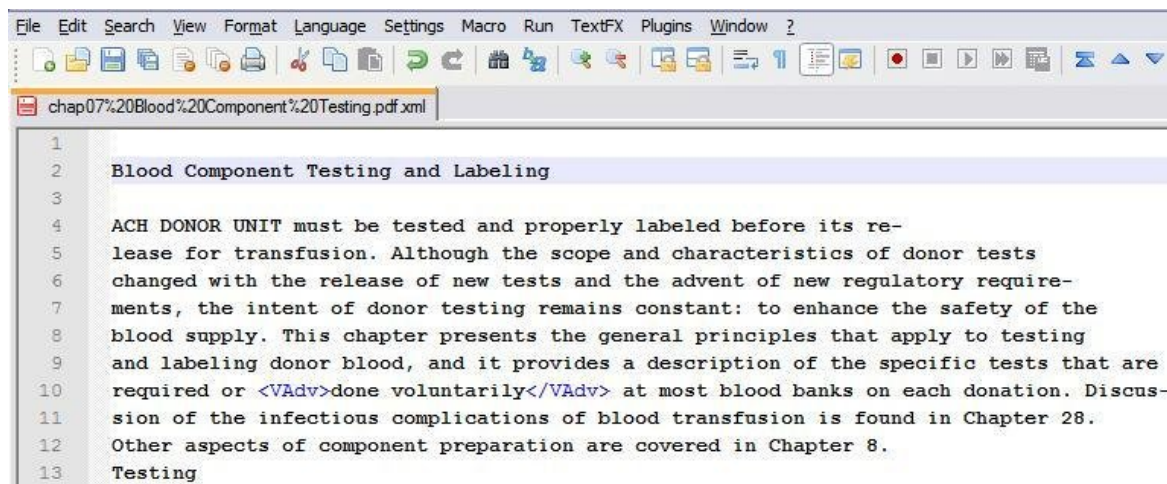 File Edit Search View Format Language Settings Macro Run TextFX Plugins Window ?
chap07%20Blood%20Component%20Testing.pdf.xml
1
2 Blood Component Testing and Labeling
3
4 ACH DONOR UNIT must be tested and properly labeled before its re-
5 lease for transfusion. Although the scope and characteristics of donor tests
6 changed with the release of new tests and the advent of new regulatory require-
7 ments, the intent of donor testing remains constant: to enhance the safety of the
8 blood supply. This chapter presents the general principles that apply to testing
9 and labeling donor blood, and it provides a description of the specific tests that are
10 required or <VAdv>done voluntarily</VAdv> at most blood banks on each donation. Discus-
11 sion of the infectious complications of blood transfusion is found in Chapter 28.
12 Other aspects of component preparation are covered in Chapter 8.
13 Testing